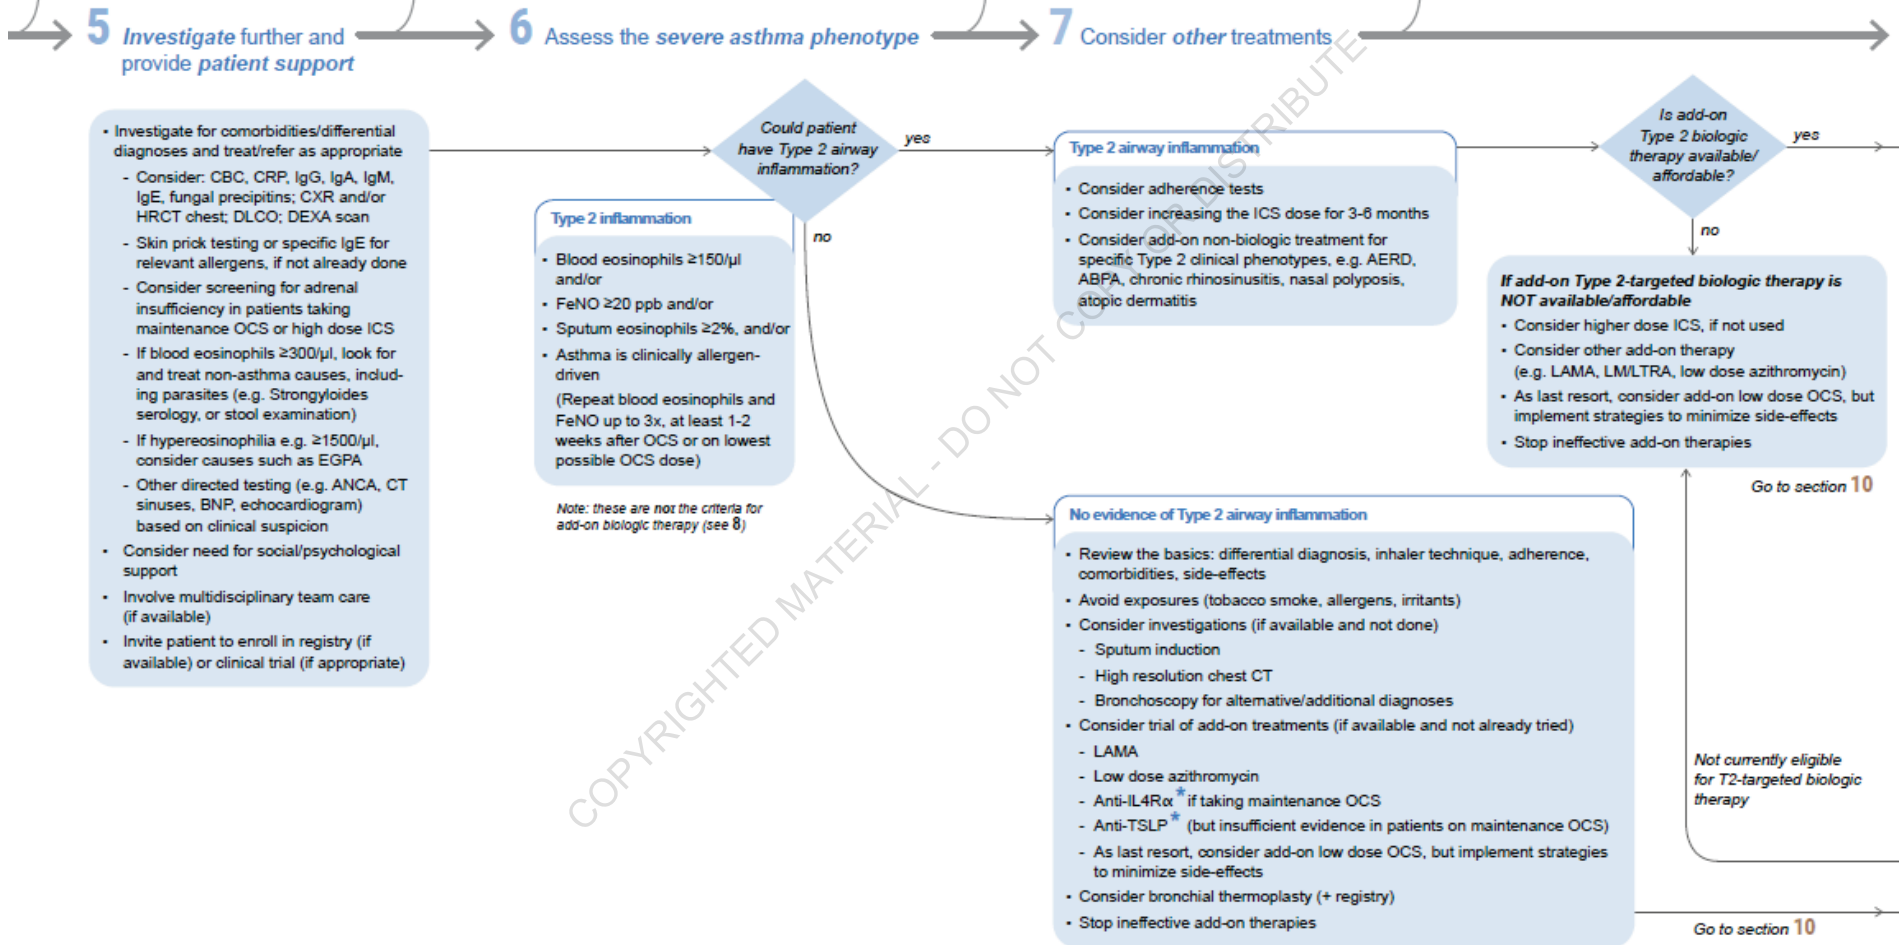 5 Investigate further and
provide patient support
6 Assess the severe asthma phenotype
7 Consider other treatments
• Investigate for comorbidities/differential
diagnoses and treat/refer as appropriate
- Consider: CBC, CRP, IgG, IgA, IgM,
IgE, fungal precipitins; CXR and/or
HRCT chest; DLCO; DEXA scan
- Skin prick testing or specific IgE for
relevant allergens, if not already done
- Consider screening for adrenal
insufficiency in patients taking
maintenance OCS or high dose ICS
- If blood eosinophils ≥300/µl, look for
and treat non-asthma causes, includ-
ing parasites (e.g. Strongyloides
serology, or stool examination)
- If hypereosinophilia e.g. ≥1500/µl,
consider causes such as EGPA
- Other directed testing (e.g. ANCA, CT
sinuses, BNP, echocardiogram)
based on clinical suspicion
• Consider need for social/psychological
support
• Involve multidisciplinary team care
(if available)
• Invite patient to enroll in registry (if
available) or clinical trial (if appropriate)
Could patient
have Type 2 airway
inflammation?
yes
no
Type 2 inflammation
• Blood eosinophils ≥150/µl
and/or
• FeNO ≥20 ppb and/or
• Sputum eosinophils ≥2%, and/or
• Asthma is clinically allergen-
driven
(Repeat blood eosinophils and
FeNO up to 3x, at least 1-2
weeks after OCS or on lowest
possible OCS dose)
Note: these are not the criteria for
add-on biologic therapy (see 8)
Type 2 airway inflammation
• Consider adherence tests
• Consider increasing the ICS dose for 3-6 months
• Consider add-on non-biologic treatment for
specific Type 2 clinical phenotypes, e.g. AERD,
ABPA, chronic rhinosinusitis, nasal polyposis,
atopic dermatitis
Is add-on
Type 2 biologic
therapy available/
affordable?
yes
no
If add-on Type 2-targeted biologic therapy is
NOT available/affordable
• Consider higher dose ICS, if not used
• Consider other add-on therapy
(e.g. LAMA, LM/LTRA, low dose azithromycin)
• As last resort, consider add-on low dose OCS, but
implement strategies to minimize side-effects
• Stop ineffective add-on therapies
Go to section 10
No evidence of Type 2 airway inflammation
• Review the basics: differential diagnosis, inhaler technique, adherence,
comorbidities, side-effects
• Avoid exposures (tobacco smoke, allergens, irritants)
• Consider investigations (if available and not done)
- Sputum induction
- High resolution chest CT
- Bronchoscopy for alternative/additional diagnoses
• Consider trial of add-on treatments (if available and not already tried)
- LAMA
- Low dose azithromycin
- Anti-IL4Rα* if taking maintenance OCS
- Anti-TSLP* (but insufficient evidence in patients on maintenance OCS)
- As last resort, consider add-on low dose OCS, but implement strategies
to minimize side-effects
• Consider bronchial thermoplasty (+ registry)
• Stop ineffective add-on therapies
Not currently eligible
for T2-targeted biologic
therapy
Go to section 10
COPYRIGHTED MATERIAL - DO NOT COPY OR DISTRIBUTE